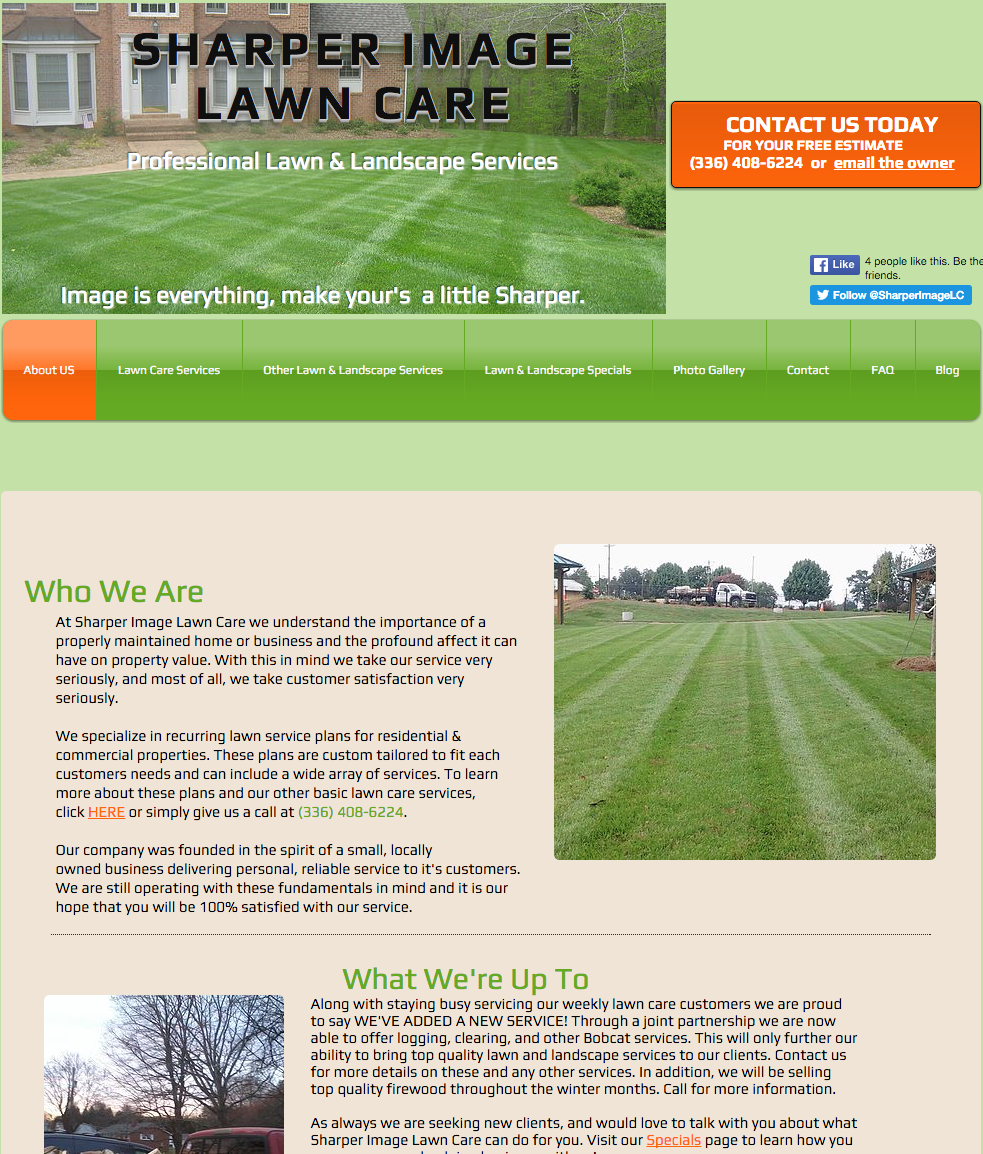 SHARPER IMAGE
LAWN CARE
Professional Lawn & Landscape Services
Image is everything, make your's a little Sharper.
CONTACT US TODAY
FOR YOUR FREE ESTIMATE
(336) 408-6224 or email the owner
Like
4 people like this. Be the
friends.
Follow @SharperImageLC
About US
Lawn Care Services
Other Lawn & Landscape Services
Lawn & Landscape Specials
Photo Gallery
Contact
FAQ
Blog
Who We Are
At Sharper Image Lawn Care we understand the importance of a
properly maintained home or business and the profound affect it can
have on property value. With this in mind we take our service very
seriously, and most of all, we take customer satisfaction very
seriously.
We specialize in recurring lawn service plans for residential &
commercial properties. These plans are custom tailored to fit each
customers needs and can include a wide array of services. To learn
more about these plans and our other basic lawn care services,
click HERE or simply give us a call at (336) 408-6224.
Our company was founded in the spirit of a small, locally
owned business delivering personal, reliable service to it's customers.
We are still operating with these fundamentals in mind and it is our
hope that you will be 100% satisfied with our service.
What We're Up To
Along with staying busy servicing our weekly lawn care customers we are proud
to say WE'VE ADDED A NEW SERVICE! Through a joint partnership we are now
able to offer logging, clearing, and other Bobcat services. This will only further our
ability to bring top quality lawn and landscape services to our clients. Contact us
for more details on these and any other services. In addition, we will be selling
top quality firewood throughout the winter months. Call for more information.
As always we are seeking new clients, and would love to talk with you about what
Sharper Image Lawn Care can do for you. Visit our Specials page to learn how you